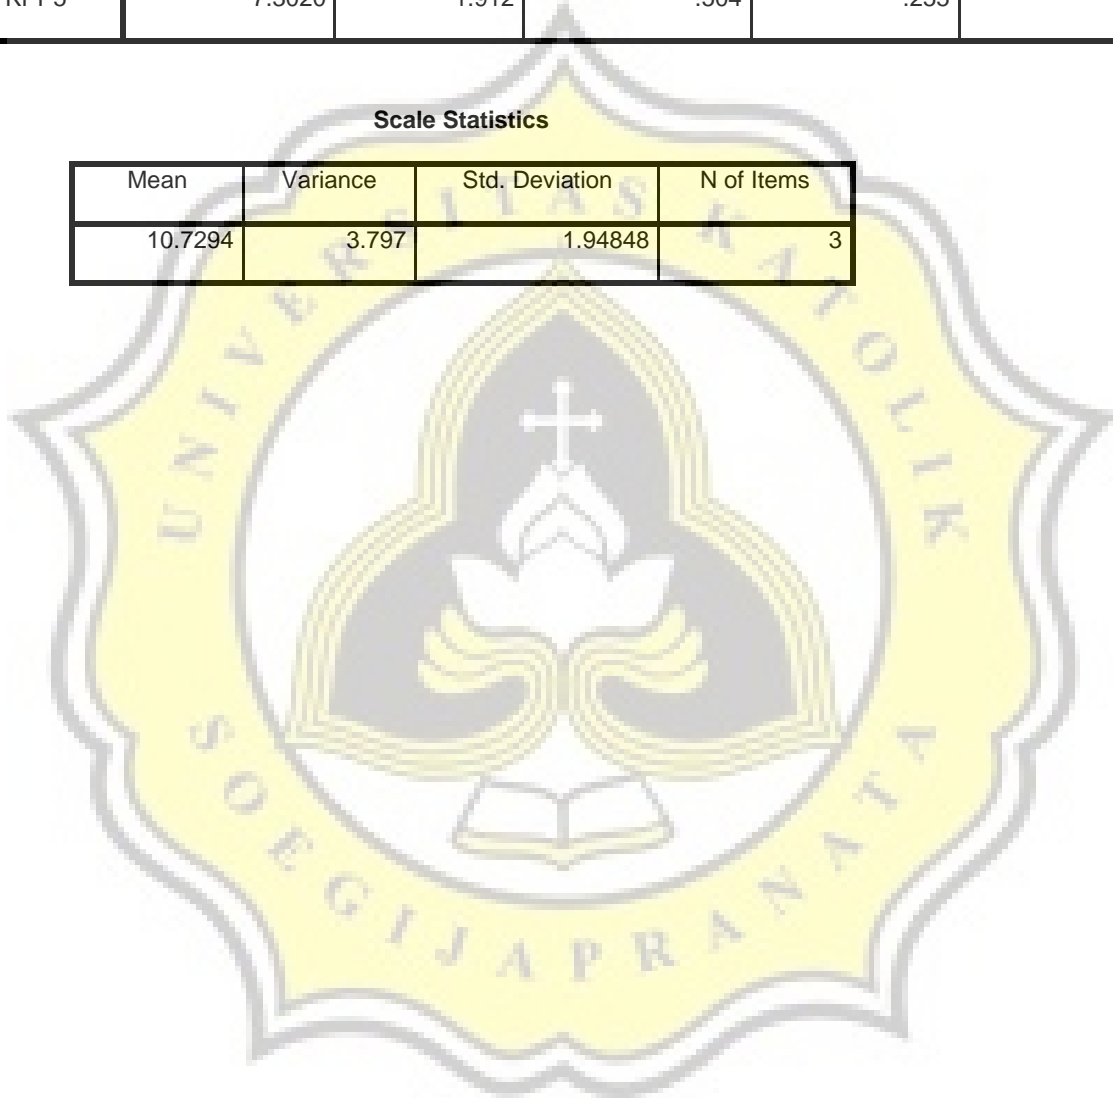 Scale Statistics
Mean Variance Std. Deviation N of Items
10.7294 3.797 1.94848 3
UNIVERSITAS KATOLIK
SOEGIJAPRANATA